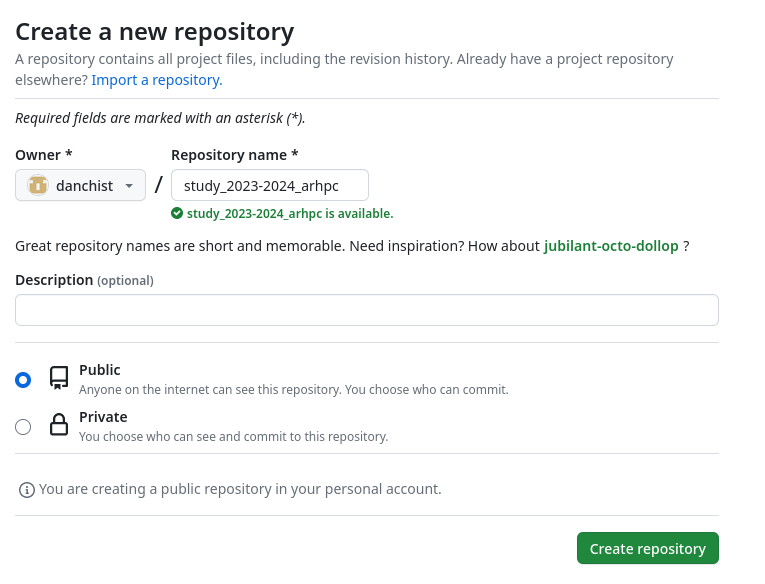 Create a new repository
A repository contains all project files, including the revision history. Already have a project repository
elsewhere? Import a repository.
Required fields are marked with an asterisk (*).
Owner * Repository name *
danchist / study_2023-2024_arhpc
study_2023-2024_arhpc is available.
Great repository names are short and memorable. Need inspiration? How about jubilant-octo-dollop ?
Description (optional)
Public
Anyone on the internet can see this repository. You choose who can commit.
Private
You choose who can see and commit to this repository.
You are creating a public repository in your personal account.
Create repository